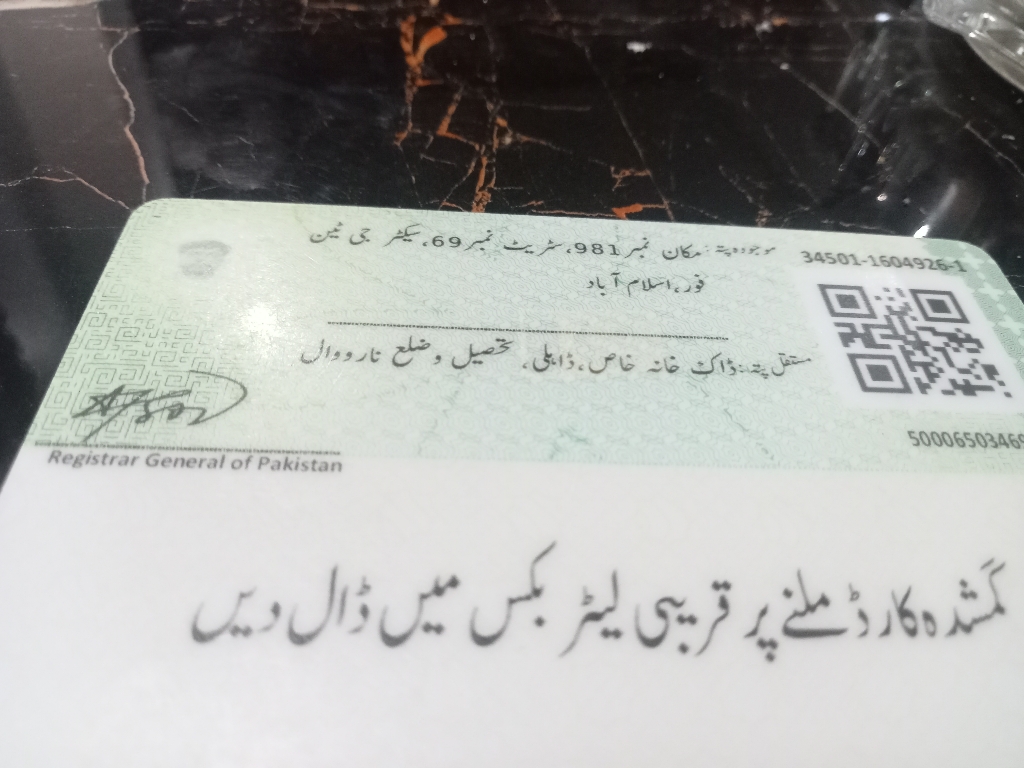 موجودہ پتہ: مکان نمبر 981، سٹریٹ نمبر 69، سیکٹر جی ٹین
فور، اسلام آباد
34501-1604926-1
مستقل پتہ: ڈاک خانہ خاص، ڈاہلی، تحصیل و ضلع نارووال
50006503469
Registrar General of Pakistan
گمشدہ کارڈ ملنے پر قریبی لیٹر بکس میں ڈال دیں